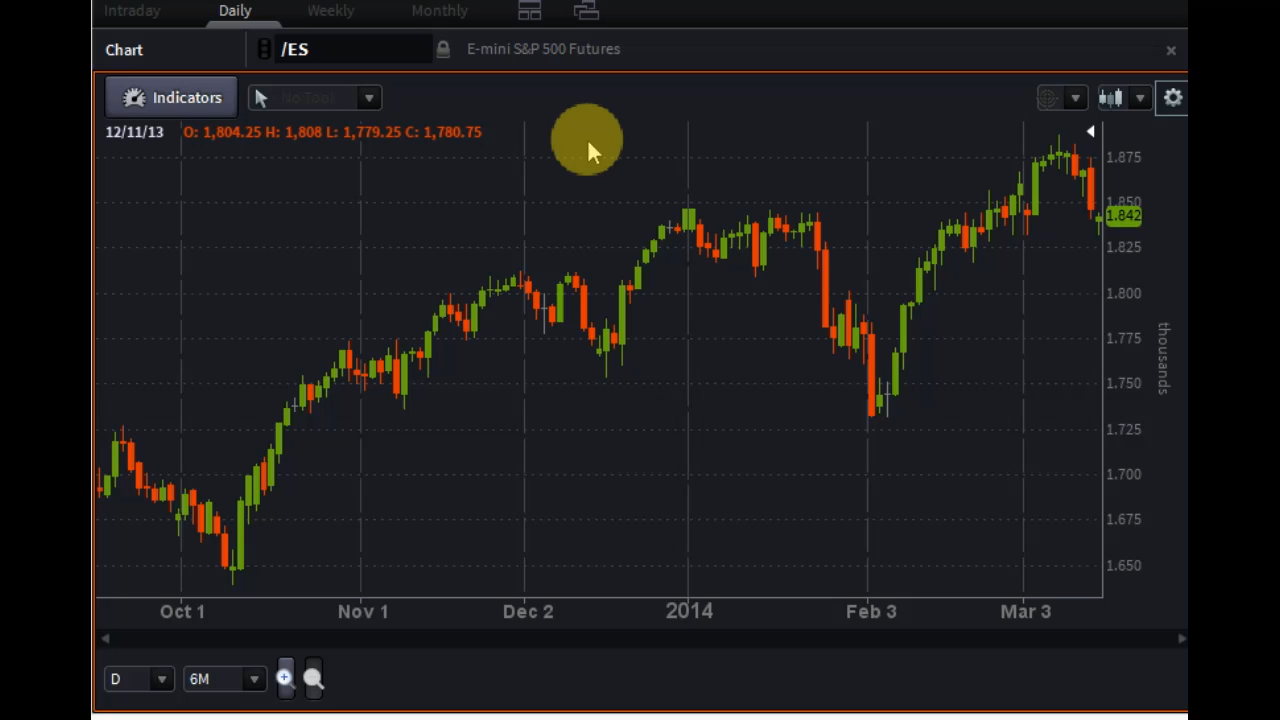 Intraday Daily Weekly Monthly
Chart /ES E-mini S&P 500 Futures
Indicators No Tool
12/11/13 O: 1,804.25 H: 1,808 L: 1,779.25 C: 1,780.75
1.875
1.850
1.842
1.825
1.800
1.775
1.750
1.725
1.700
1.675
1.650
thousands
Oct 1 Nov 1 Dec 2 2014 Feb 3 Mar 3
D 6M